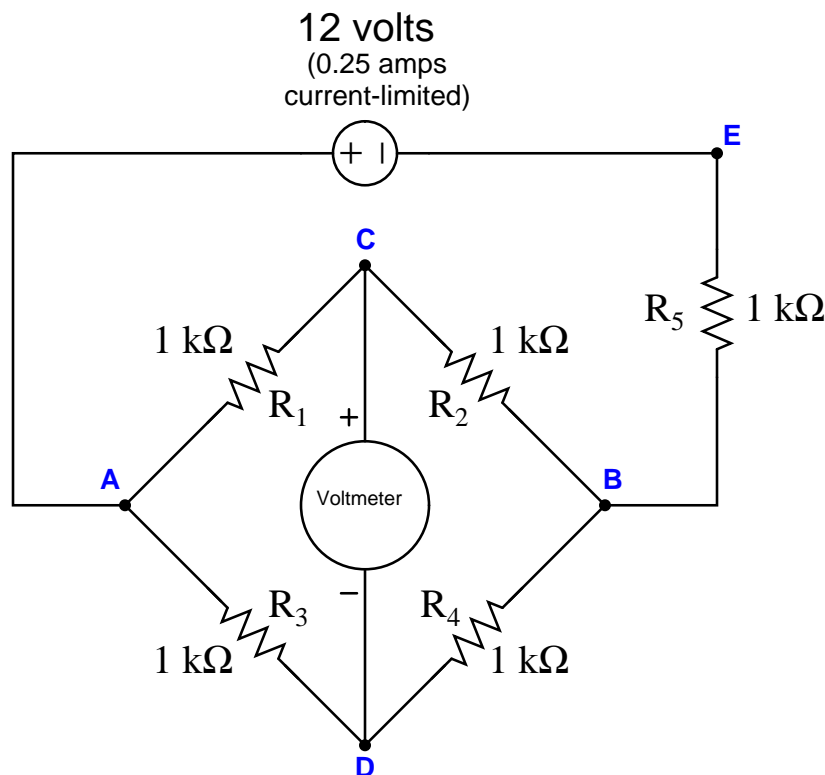 12 volts
(0.25 amps
current-limited)
+
E
C
R5 1 kΩ
1 kΩ
1 kΩ
R1
R2
+
A
B
Voltmeter
−
R3
R4
1 kΩ
1 kΩ
D